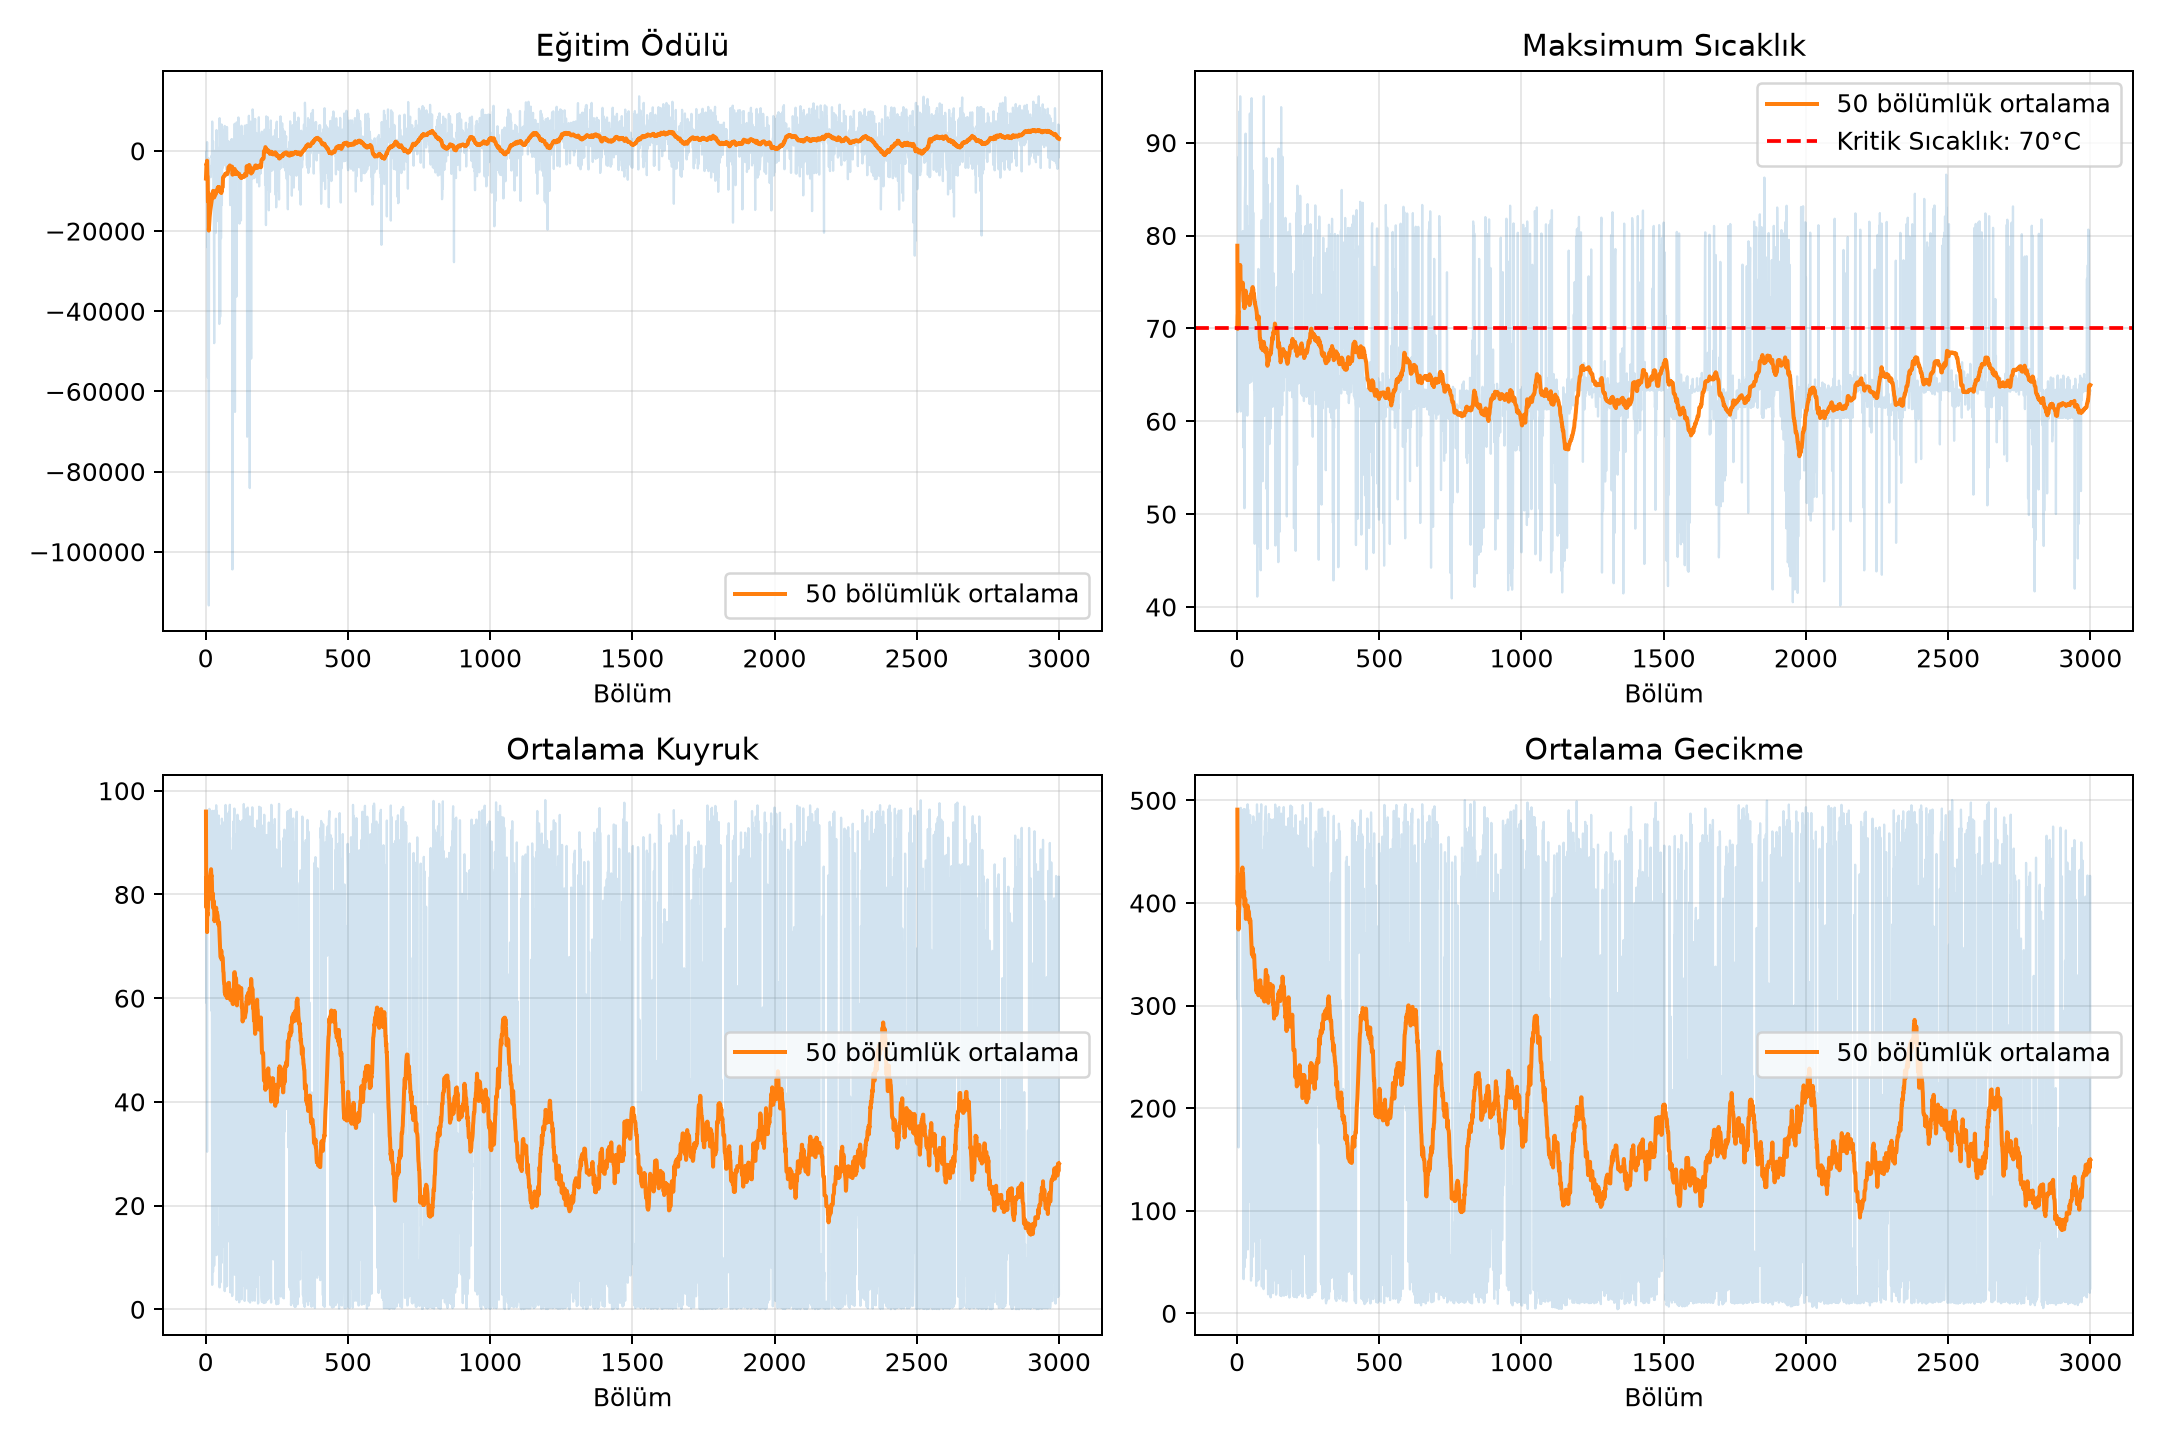 Eğitim Ödülü
0
−20000
−40000
−60000
−80000
−100000
50 bölümlük ortalama
0 500 1000 1500 2000 2500 3000
Bölüm
Maksimum Sıcaklık
90
80
70
60
50
40
50 bölümlük ortalama
Kritik Sıcaklık: 70°C
0 500 1000 1500 2000 2500 3000
Bölüm
Ortalama Kuyruk
100
80
60
40
20
0
50 bölümlük ortalama
0 500 1000 1500 2000 2500 3000
Bölüm
Ortalama Gecikme
500
400
300
200
100
0
50 bölümlük ortalama
0 500 1000 1500 2000 2500 3000
Bölüm